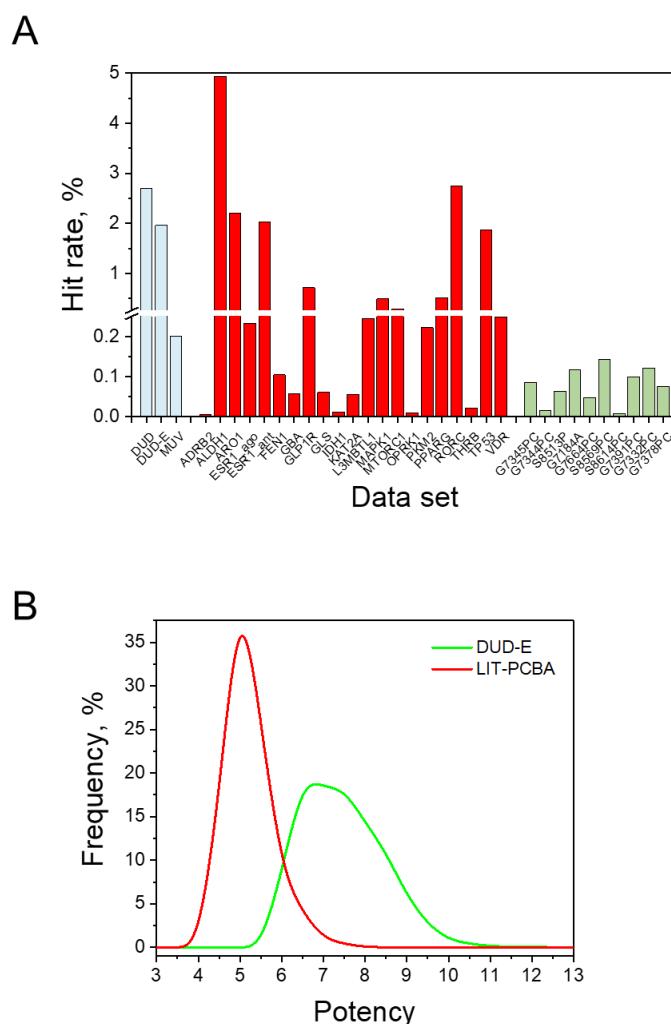 A
Hit rate, %
5
4
3
2
1
0.2
0.1
0.0
DUD
DUD-E
MUV
ADRB2
ALDH1
ARO1
ESR1_ago
ESR1_ant
FEN1
GBA
GLP1R
GLS
IDH1
KAT2A
L3MBTL1
MAPK1
MTORC1
OPRK1
PKM2
PPARG
RORC
THRB
TP53
VDR
G7345PC
G7344PC
S8513P
G7184A
G7664PC
S8569PC
S8614PC
G7391PC
G7332PC
G7378PC
Data set
B
Frequency, %
35
30
25
20
15
10
5
0
DUD-E
LIT-PCBA
3 4 5 6 7 8 9 10 11 12 13
Potency